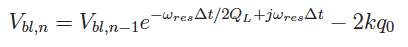 $V_{bl,n} = V_{bl,n-1}e^{-\omega_{res}\Delta t/2Q_L + j\omega_{res}\Delta t} - 2kq_0$